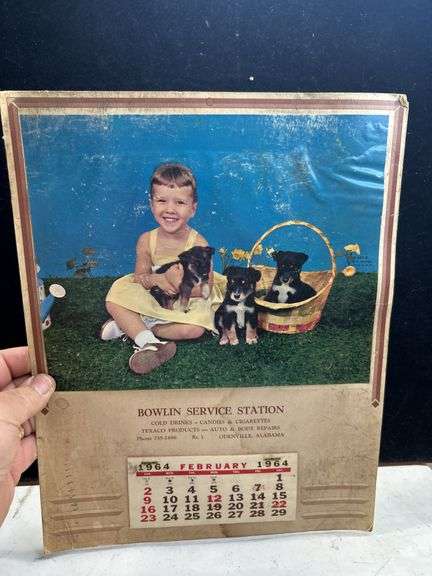 BOWLIN SERVICE STATION
COLD DRINKS - CANDIES & CIGARETTES
TEXACO PRODUCTS — AUTO & BODY REPAIRS
Phone Rt. 1 ODENVILLE, ALABAMA
1964 FEBRUARY 1964
1
2 3 4 5 6 7 8
9 10 11 12 13 14 15
16 17 18 19 20 21 22
23 24 25 26 27 28 29